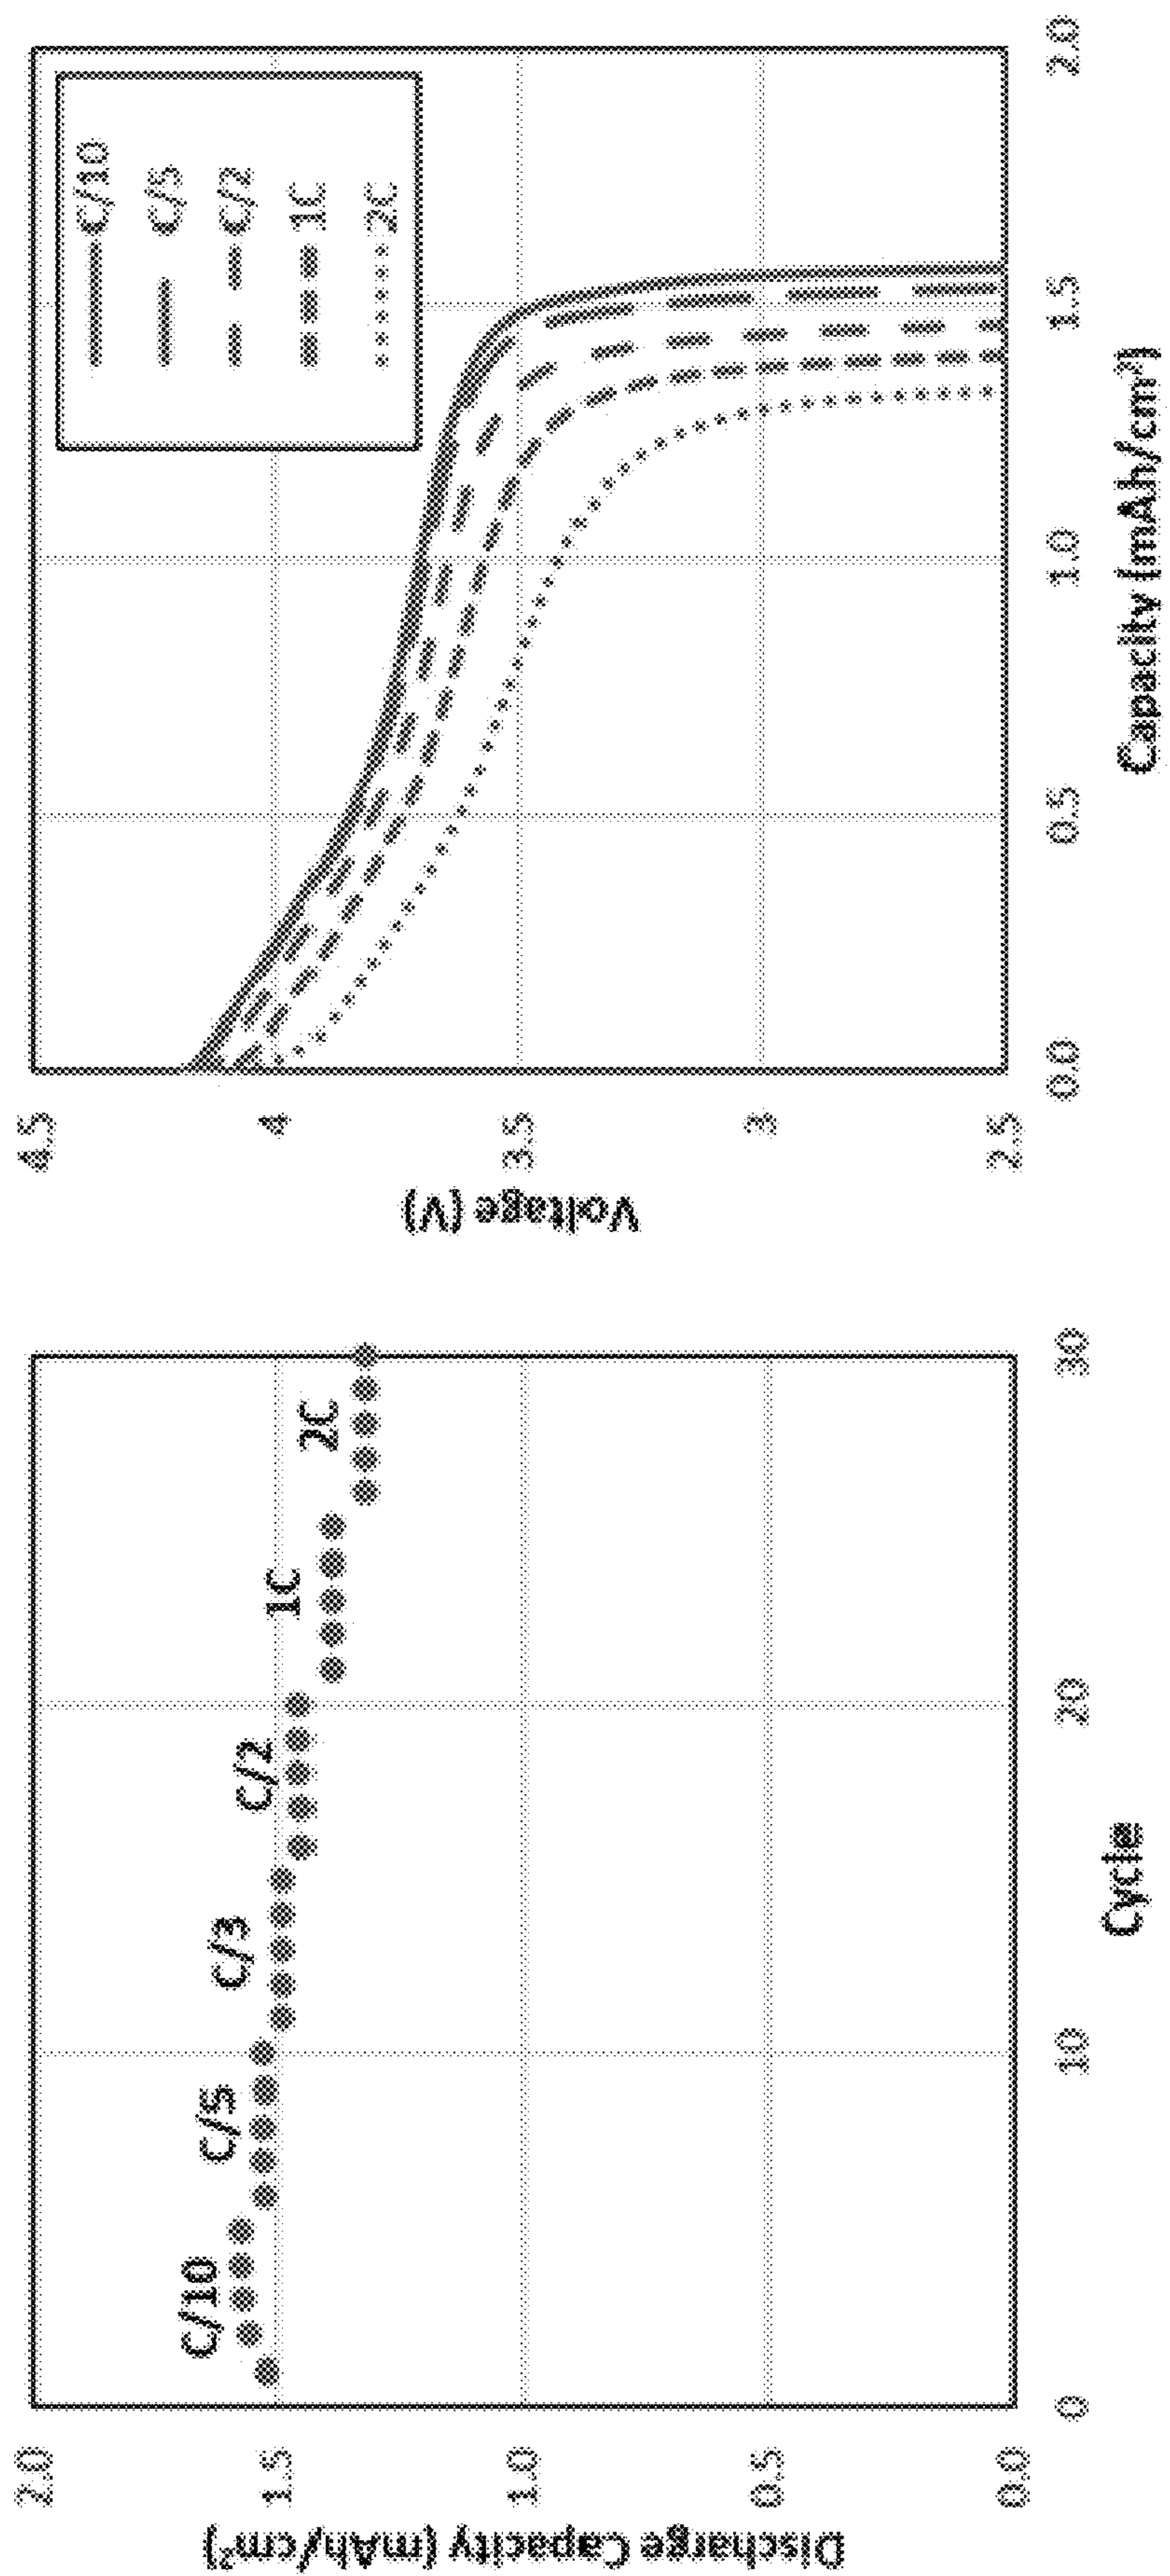 Discharge Capacity (mAh/cm²)
2.0
1.5
1.0
0.5
0.0
C/10
C/5
C/3
C/2
1C
2C
0
10
20
30
Cycle
Voltage (V)
4.5
4
3.5
3
2.5
C/10
C/5
C/2
1C
2C
0.0
0.5
1.0
1.5
2.0
Capacity (mAh/cm²)